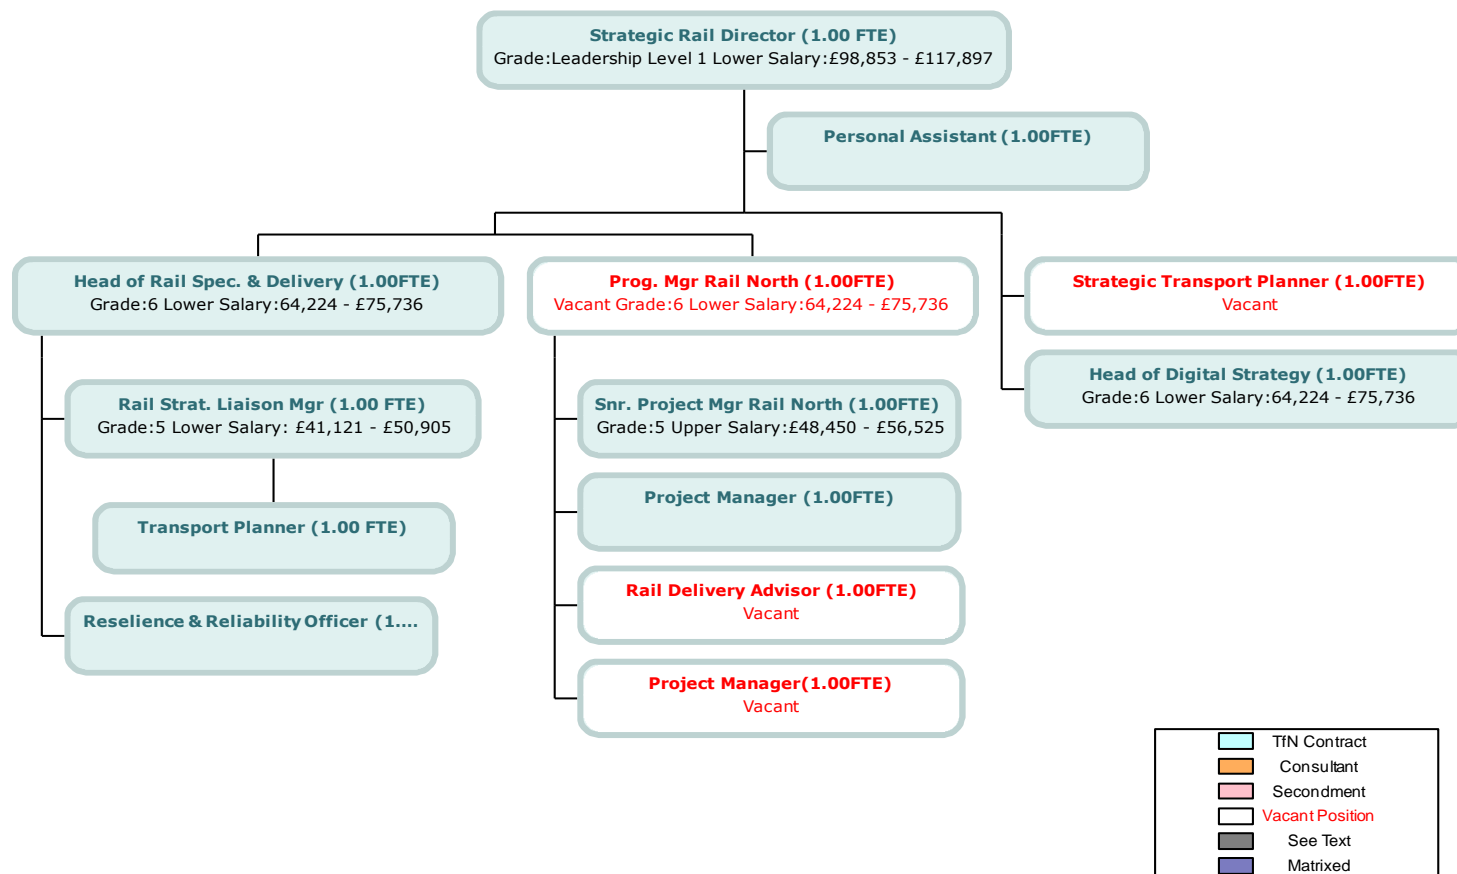 Strategic Rail Director (1.00 FTE)
Grade:Leadership Level 1 Lower Salary:£98,853 - £117,897
Personal Assistant (1.00FTE)
Head of Rail Spec. & Delivery (1.00FTE)
Grade:6 Lower Salary:64,224 - £75,736
Prog. Mgr Rail North (1.00FTE)
Vacant Grade:6 Lower Salary:64,224 - £75,736
Strategic Transport Planner (1.00FTE)
Vacant
Head of Digital Strategy (1.00FTE)
Grade:6 Lower Salary:64,224 - £75,736
Rail Strat. Liaison Mgr (1.00 FTE)
Grade:5 Lower Salary: £41,121 - £50,905
Transport Planner (1.00 FTE)
Reselience & Reliability Officer (1....
Snr. Project Mgr Rail North (1.00FTE)
Grade:5 Upper Salary:£48,450 - £56,525
Project Manager (1.00FTE)
Rail Delivery Advisor (1.00FTE)
Vacant
Project Manager(1.00FTE)
Vacant
TfN Contract
Consultant
Secondment
Vacant Position
See Text
Matrixed